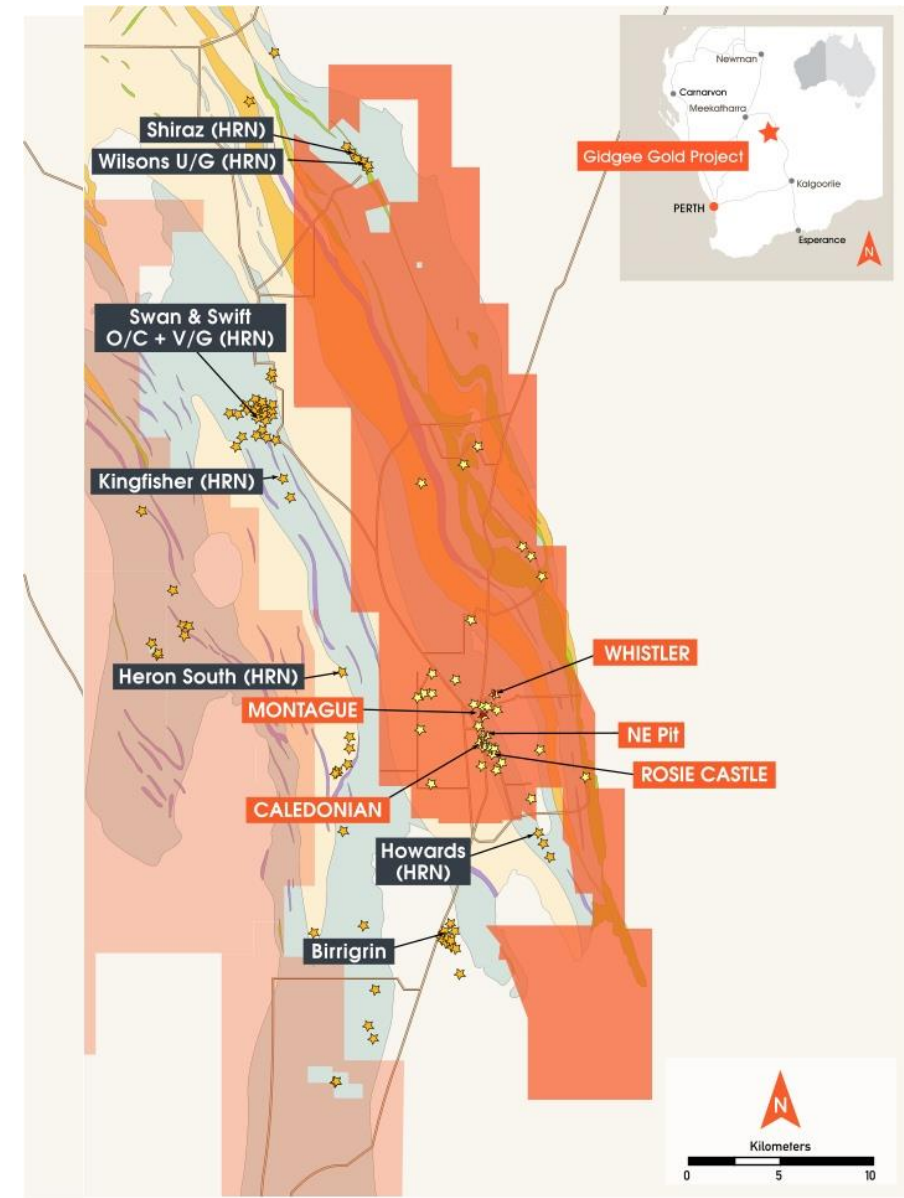 Newman
Carnarvon
Meekatharra
Gidgee Gold Project
Kalgoorlie
PERTH
Esperance
N
Shiraz (HRN)
Wilsons U/G (HRN)
Swan & Swift
O/C + V/G (HRN)
Kingfisher (HRN)
Heron South (HRN)
WHISTLER
MONTAGUE
NE Pit
ROSIE CASTLE
CALEDONIAN
Howards
(HRN)
Birrigrin
N
Kilometers
0 5 10